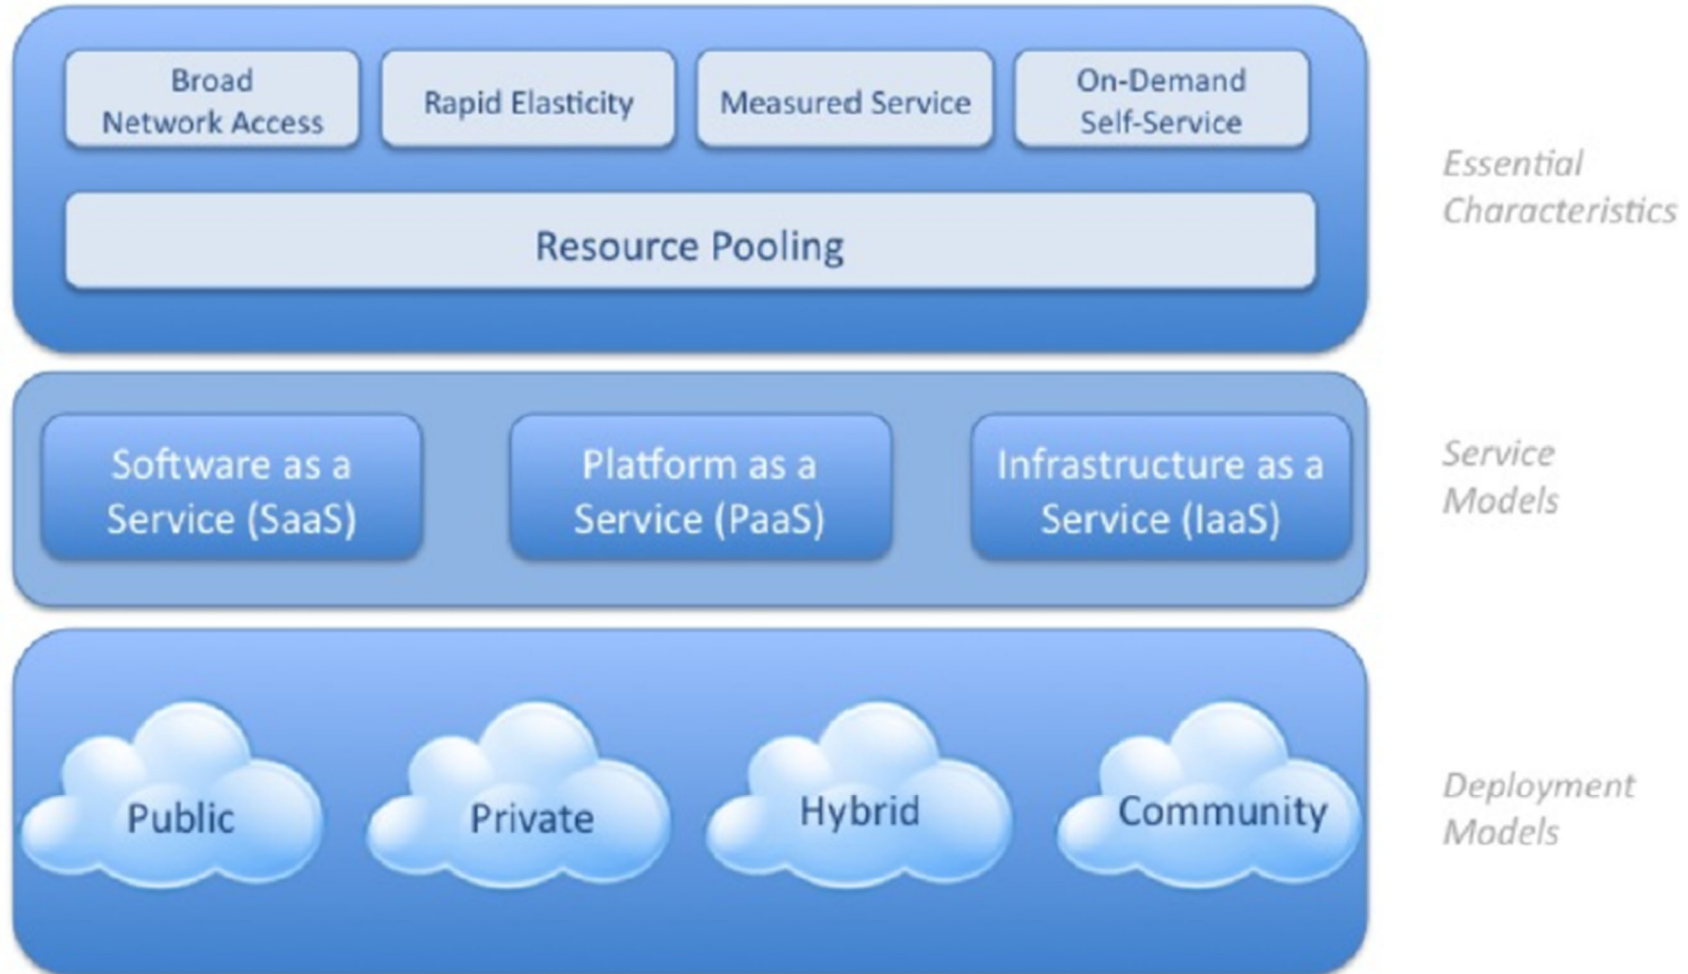 Broad
Network Access
Rapid Elasticity
Measured Service
On-Demand
Self-Service
Resource Pooling
Essential
Characteristics
Software as a
Service (SaaS)
Platform as a
Service (PaaS)
Infrastructure as a
Service (IaaS)
Service
Models
Public
Private
Hybrid
Community
Deployment
Models